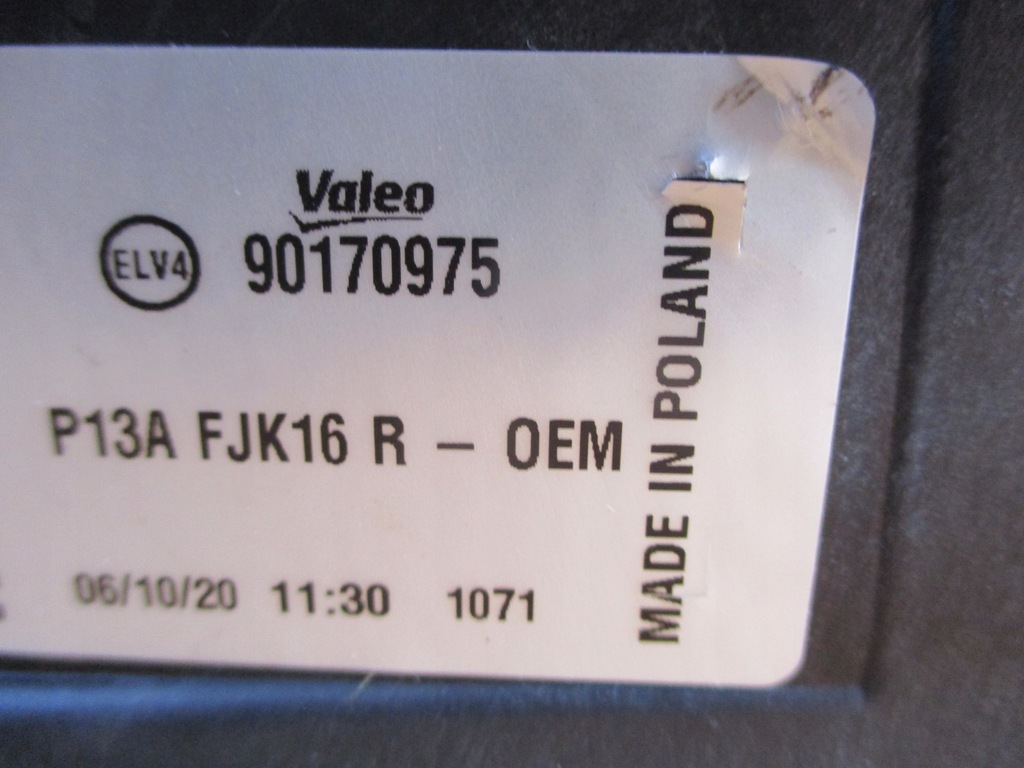 Valeo
ELV4 90170975
P13A FJK16 R – OEM
06/10/20 11:30 1071
MADE IN POLAND